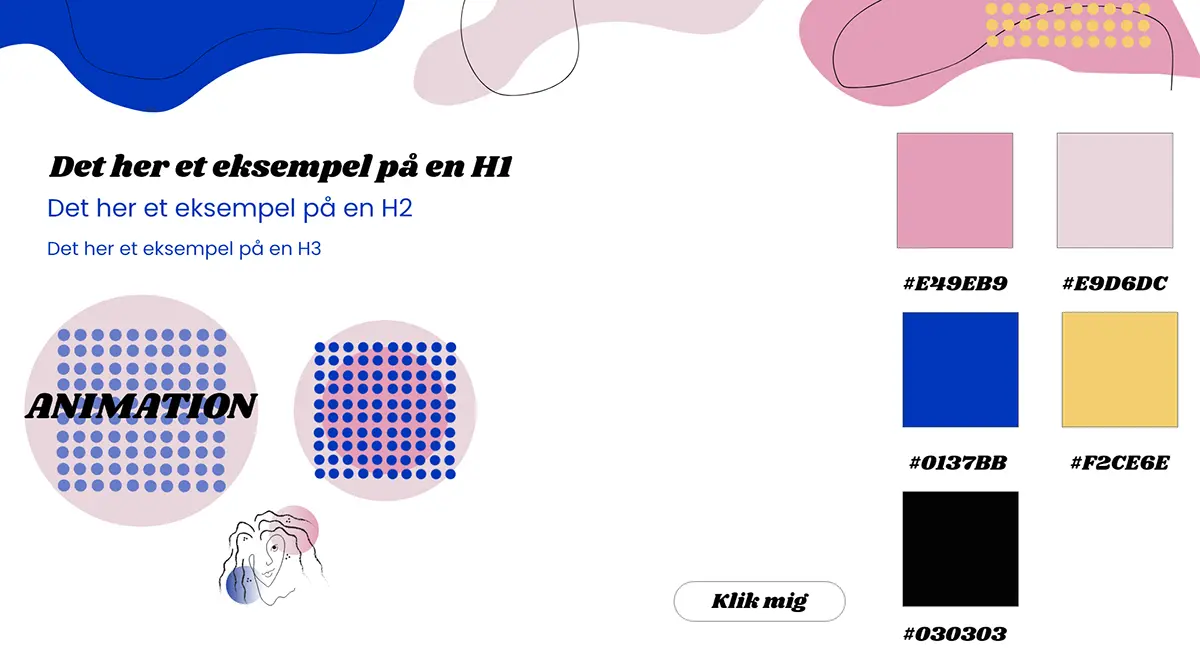 Det her et eksempel på en H1
Det her et eksempel på en H2
Det her et eksempel på en H3
ANIMATION
Klik mig
#E49EB9
#E9D6DC
#0137BB
#F2CE6E
#030303